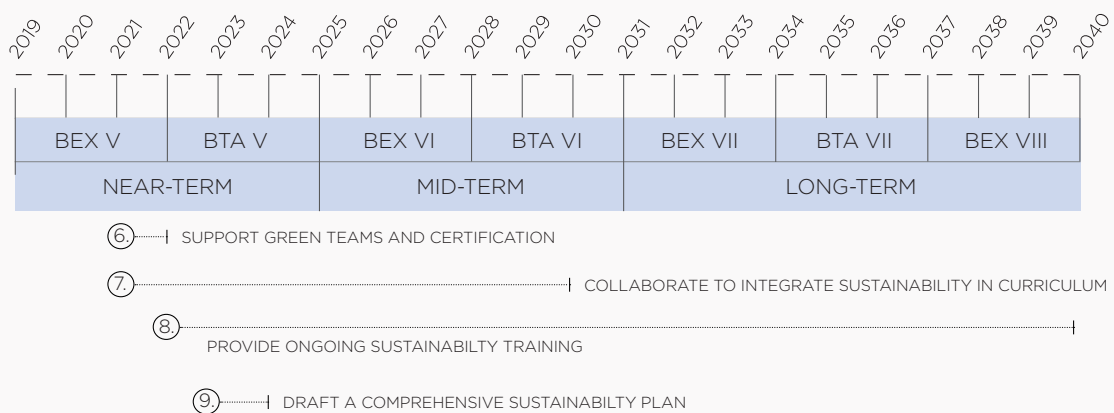 2019 2020 2021 2022 2023 2024 2025 2026 2027 2028 2029 2030 2031 2032 2033 2034 2035 2036 2037 2038 2039 2040
BEX V BTA V BEX VI BTA VI BEX VII BTA VII BEX VIII
NEAR-TERM MID-TERM LONG-TERM
6. SUPPORT GREEN TEAMS AND CERTIFICATION
7. COLLABORATE TO INTEGRATE SUSTAINABILITY IN CURRICULUM
8.
PROVIDE ONGOING SUSTAINABILTY TRAINING
9. DRAFT A COMPREHENSIVE SUSTAINABILTY PLAN